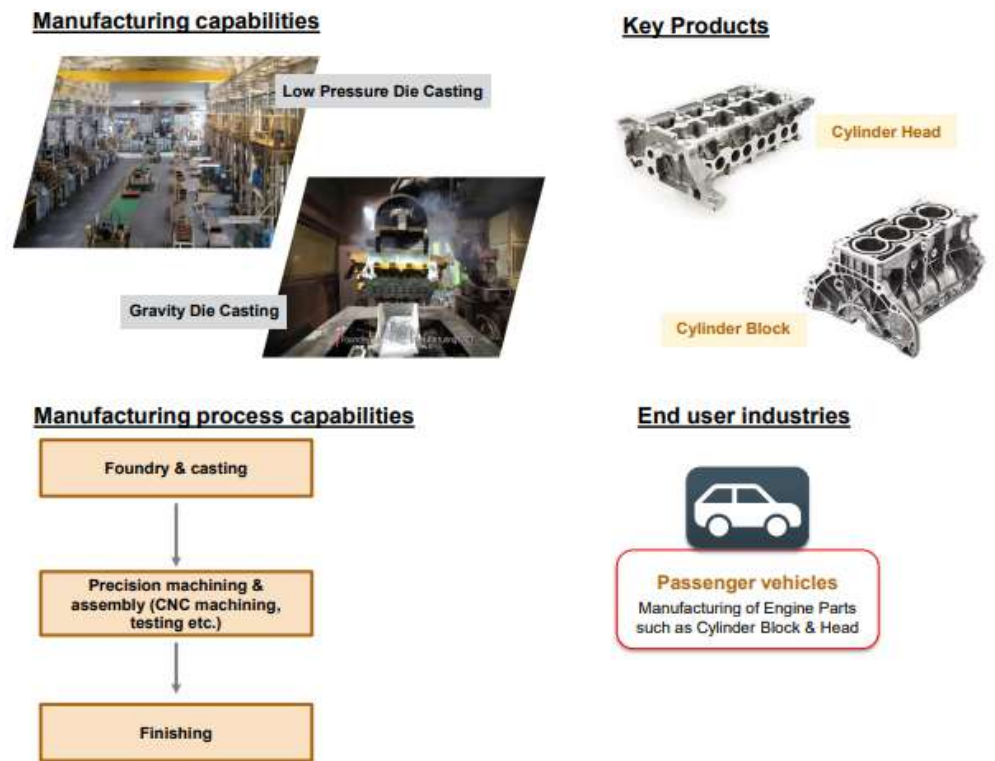 Manufacturing capabilities
Low Pressure Die Casting
Gravity Die Casting
Key Products
Cylinder Head
Cylinder Block
Manufacturing process capabilities
Foundry & casting
Precision machining &
assembly (CNC machining,
testing etc.)
Finishing
End user industries
Passenger vehicles
Manufacturing of Engine Parts
such as Cylinder Block & Head